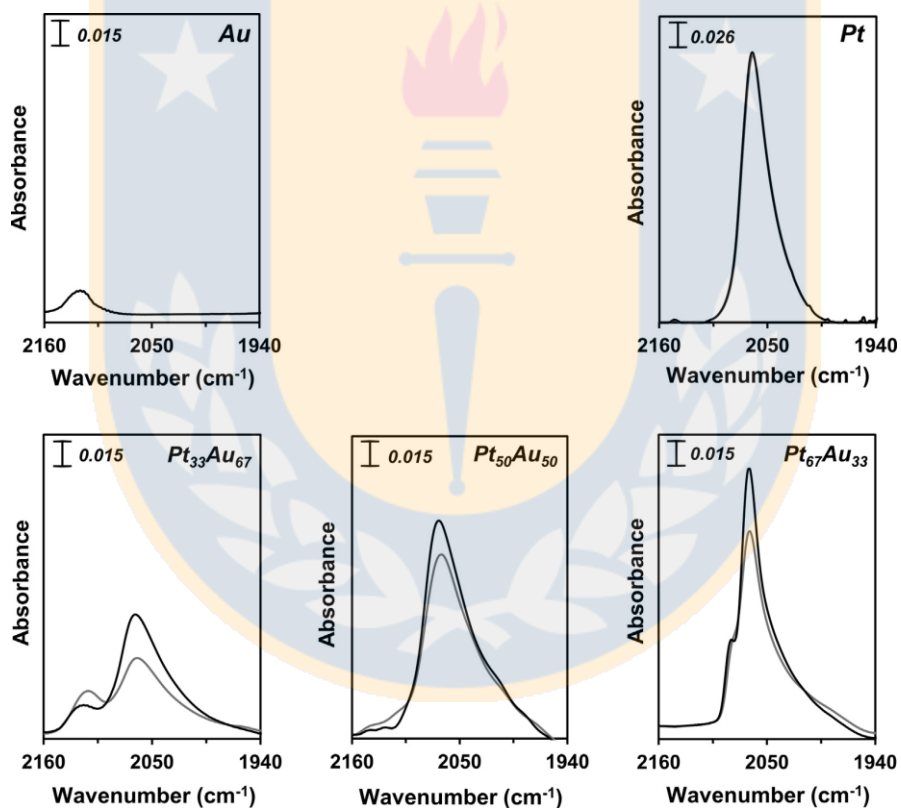 0.015
Au
Absorbance
2160
2050
1940
Wavenumber (cm⁻¹)
0.026
Pt
Absorbance
2160
2050
1940
Wavenumber (cm⁻¹)
0.015
Pt₃₃Au₆₇
Absorbance
2160
2050
1940
Wavenumber (cm⁻¹)
0.015
Pt₅₀Au₅₀
Absorbance
2160
2050
1940
Wavenumber (cm⁻¹)
0.015
Pt₆₇Au₃₃
Absorbance
2160
2050
1940
Wavenumber (cm⁻¹)